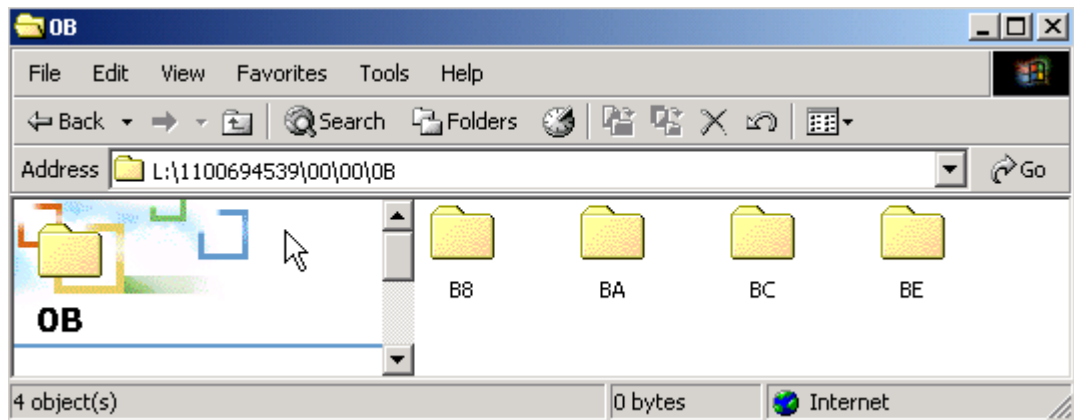 0B
File Edit View Favorites Tools Help
Back Search Folders
Address L:\1100694539\00\00\0B Go
B8 BA BC BE
0B
4 object(s) 0 bytes Internet